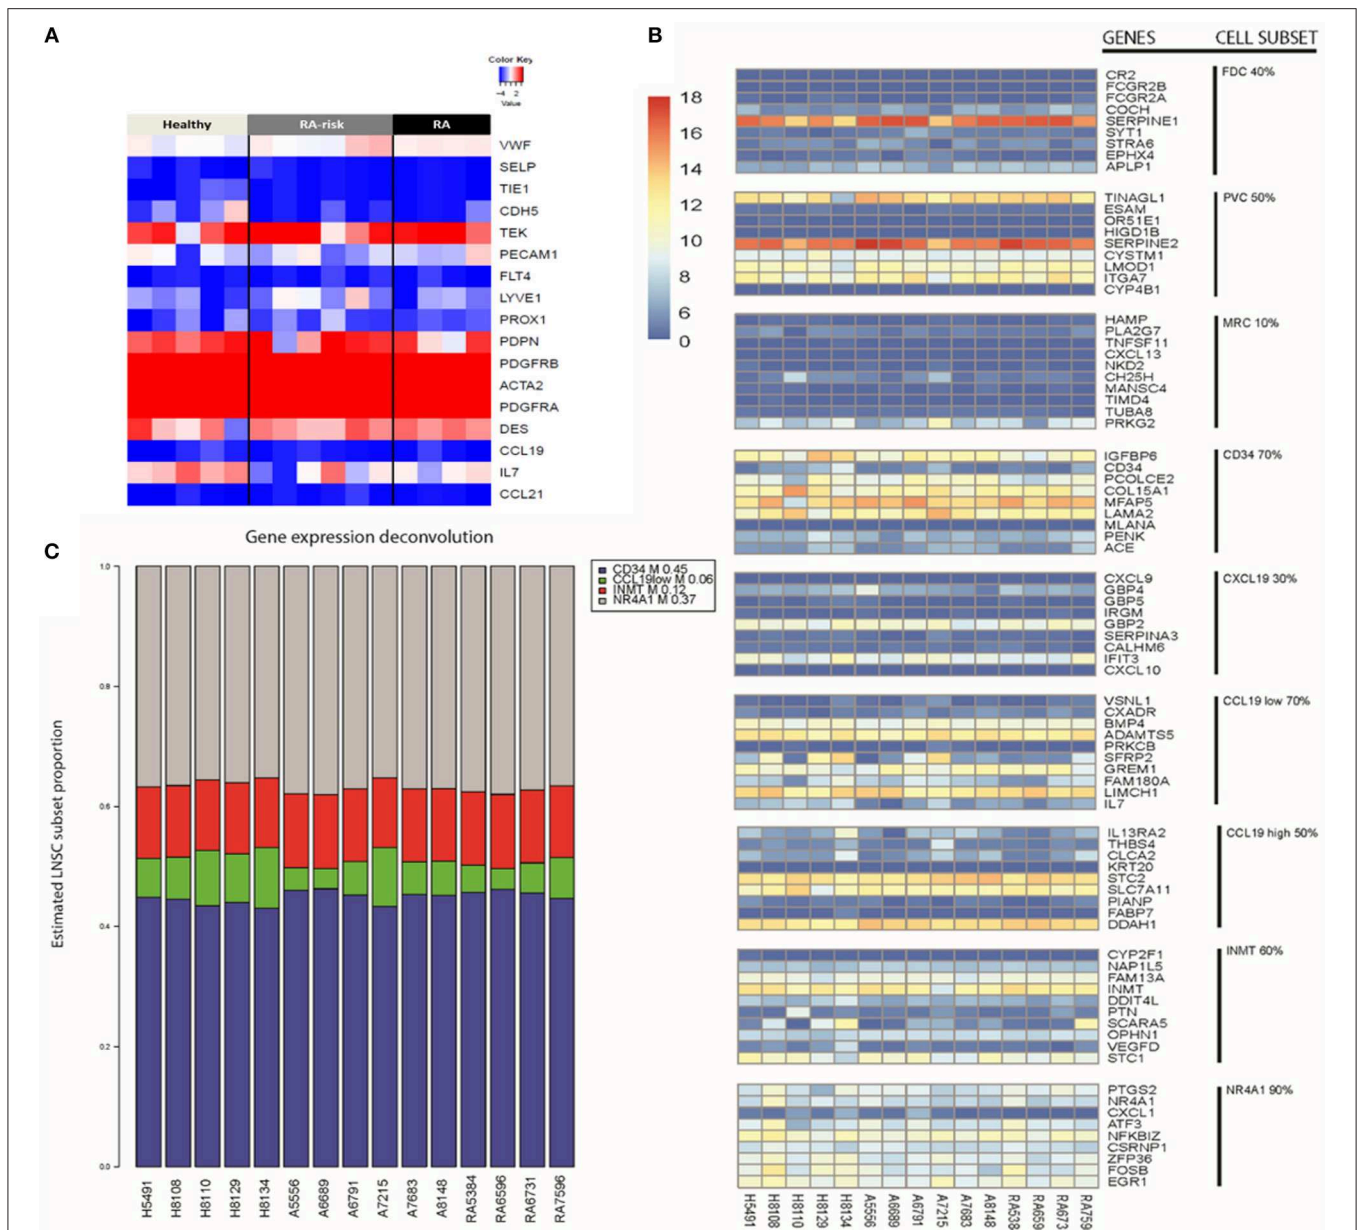 A
Color Key
−4 2
Value
Healthy RA-risk RA
VWF
SELP
TIE1
CDH5
TEK
PECAM1
FLT4
LYVE1
PROX1
PDPN
PDGFRB
ACTA2
PDGFRA
DES
CCL19
IL7
CCL21
B
GENES CELL SUBSET
18
16
14
12
10
8
6
0
CR2
FCGR2B
FCGR2A
COCH
SERPINE1
SYT1
STRA6
EPHX4
APLP1
FDC 40%
TINAGL1
ESAM
OR51E1
HIGD1B
SERPINE2
CYSTM1
LMOD1
ITGA7
CYP4B1
PVC 50%
HAMP
PLA2G7
TNFSF11
CXCL13
NKD2
CH25H
MANSC4
TIMD4
TUBA8
PRKG2
MRC 10%
IGFBP6
CD34
PCOLCE2
COL15A1
MFAP5
LAMA2
MLANA
PENK
ACE
CD34 70%
CXCL9
GBP4
GBP5
IRGM
GBP2
SERPINA3
CALHM6
IFIT3
CXCL10
CXCL19 30%
VSNL1
CXADR
BMP4
ADAMTS5
PRKCB
SFRP2
GREM1
FAM180A
LIMCH1
IL7
CCL19 low 70%
IL13RA2
THBS4
CLCA2
KRT20
STC2
SLC7A11
PIANP
FABP7
DDAH1
CCL19 high 50%
CYP2F1
NAP1L5
FAM13A
INMT
DDIT4L
PTN
SCARA5
OPHN1
VEGFD
STC1
INMT 60%
PTGS2
NR4A1
CXCL1
ATF3
NFKBIZ
CSRNP1
ZFP36
FOSB
EGR1
NR4A1 90%
H5491 H8108 H8110 H8129 H8134 A5556 A6689 A6791 A7215 A7683 A8148 RA538 RA659 RA673 RA759
C
Gene expression deconvolution
CD34 M 0.45
CCL19low M 0.06
INMT M 0.12
NR4A1 M 0.37
Estimated LNSC subset proportion
1.0
0.8
0.6
0.4
0.2
0.0
H5491 H8108 H8110 H8129 H8134 A5556 A6689 A6791 A7215 A7683 A8148 RA5384 RA6596 RA6731 RA7596